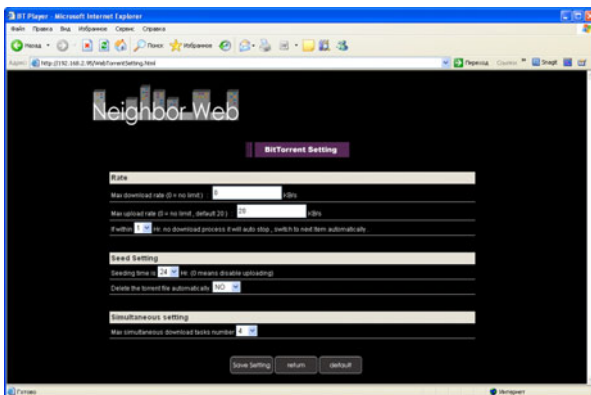 BT Player - Microsoft Internet Explorer
Файл Правка Вид Избранное Сервис Справка
Назад Поиск Избранное
Адрес: http://192.168.2.95/WebTorrentSetting.html Переход Ссылки SnagIt
Neighbor Web
BitTorrent Setting
Rate
Max download rate (0 = no limit) : 0 KB/s
Max upload rate (0 = no limit, default 20) : 20 KB/s
If within 1 Hr. no download process it will auto stop , switch to next item automatically .
Seed Setting
Seeding time is 24 Hr. (0 means disable uploading)
Delete the torrent file automatically NO
Simultaneous setting
Max simultaneous download tasks number 4
Save Setting return default
Готово Интернет